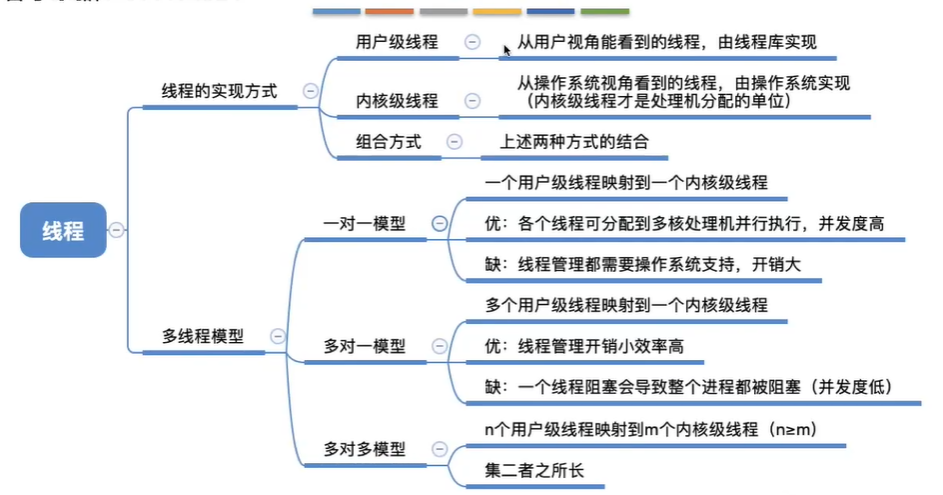 线程
线程的实现方式
用户级线程
从用户视角能看到的线程，由线程库实现
内核级线程
从操作系统视角看到的线程，由操作系统实现
（内核级线程才是处理机分配的单位）
组合方式
上述两种方式的结合
多线程模型
一对一模型
一个用户级线程映射到一个内核级线程
优：各个线程可分配到多核处理机并行执行，并发度高
缺：线程管理都需要操作系统支持，开销大
多对一模型
多个用户级线程映射到一个内核级线程
优：线程管理开销小效率高
缺：一个线程阻塞会导致整个进程都被阻塞（并发度低）
多对多模型
n个用户级线程映射到m个内核级线程（n≥m）
集二者之所长